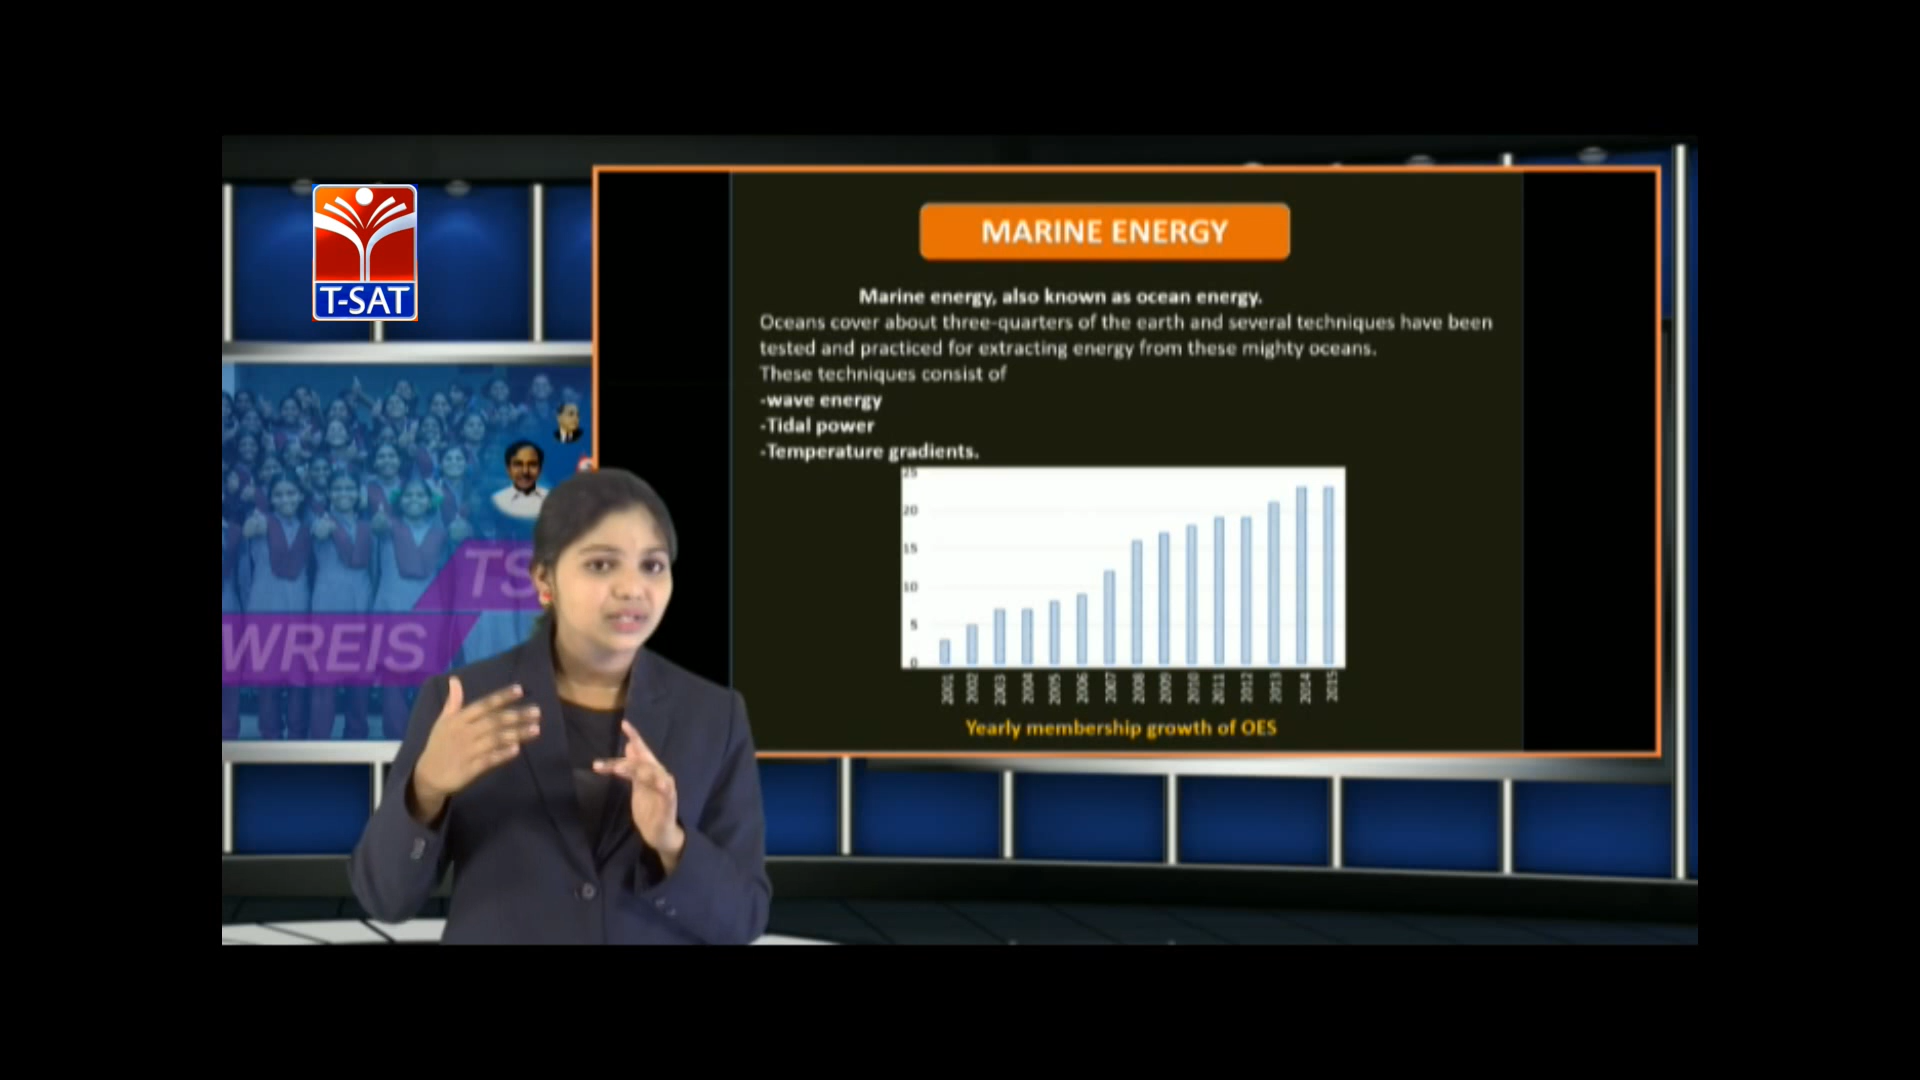 T-SAT
TS
WREIS
MARINE ENERGY
Marine energy, also known as ocean energy.
Oceans cover about three-quarters of the earth and several techniques have been
tested and practiced for extracting energy from these mighty oceans.
These techniques consist of
-wave energy
-Tidal power
-Temperature gradients.
25
20
15
10
5
0
2001 2002 2003 2004 2005 2006 2007 2008 2009 2010 2011 2012 2013 2014 2015
Yearly membership growth of OES